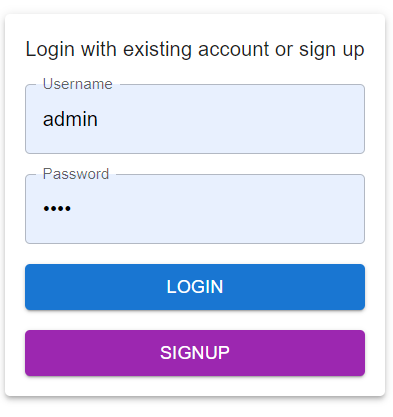 Login with existing account or sign up
Username
admin
Password
••••
LOGIN
SIGNUP